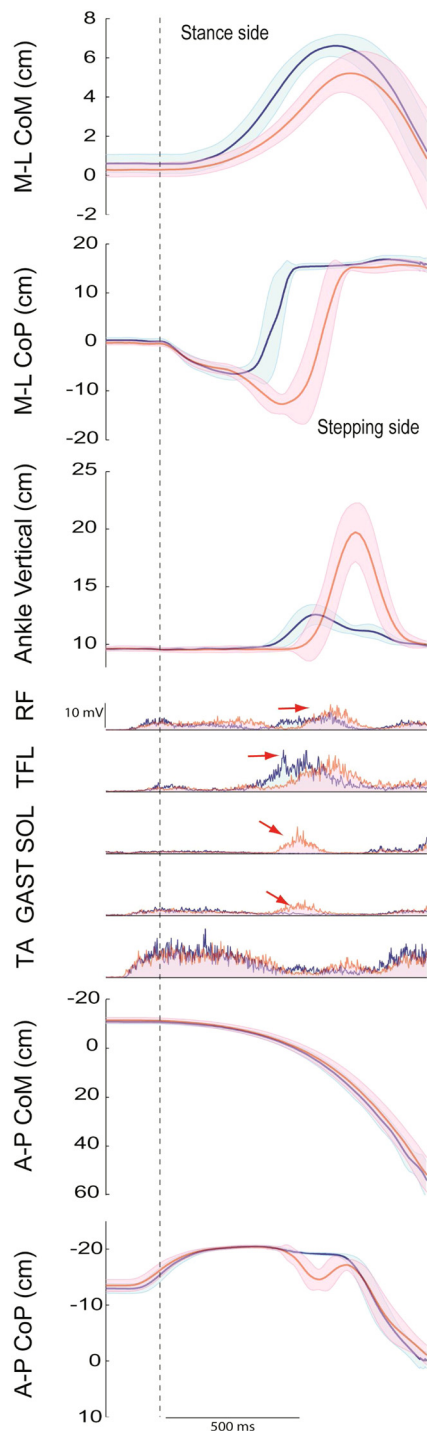 Stance side
8
6
4
2
0
-2
M-L CoM (cm)
20
10
0
-10
-20
M-L CoP (cm)
Stepping side
25
20
15
10
Ankle Vertical (cm)
10 mV
RF
TFL
SOL
GAST
TA
-20
0
20
40
60
A-P CoM (cm)
-20
-10
0
10
A-P CoP (cm)
500 ms